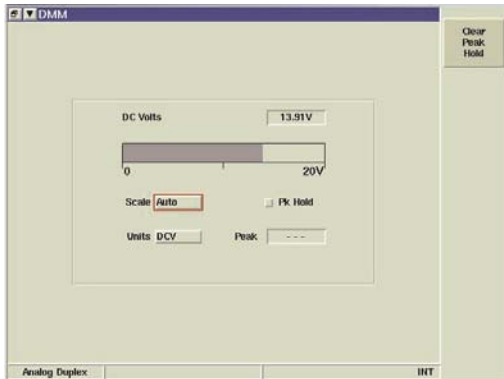 DMM
Clear
Peak
Hold
DC Volts 13.91V
0 20V
Scale Auto Pk Hold
Units DCV Peak - - -
Analog Duplex INT